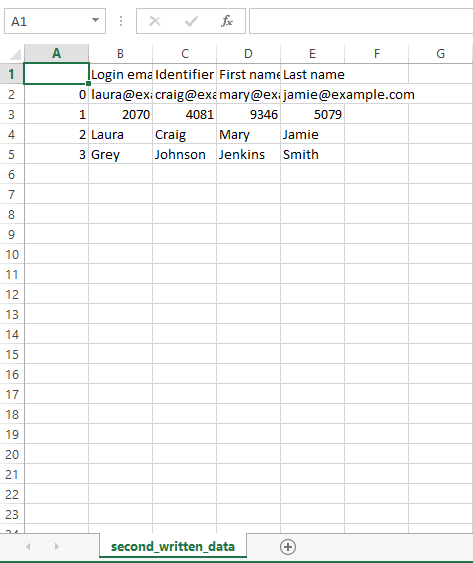 A1 fx
A B C D E F G
1 Login ema Identifier First name Last name
2 0 laura@exa craig@exa mary@exa jamie@example.com
3 1 2070 4081 9346 5079
4 2 Laura Craig Mary Jamie
5 3 Grey Johnson Jenkins Smith
6
7
8
9
10
11
12
13
14
15
16
17
18
19
20
21
22
23
second_written_data